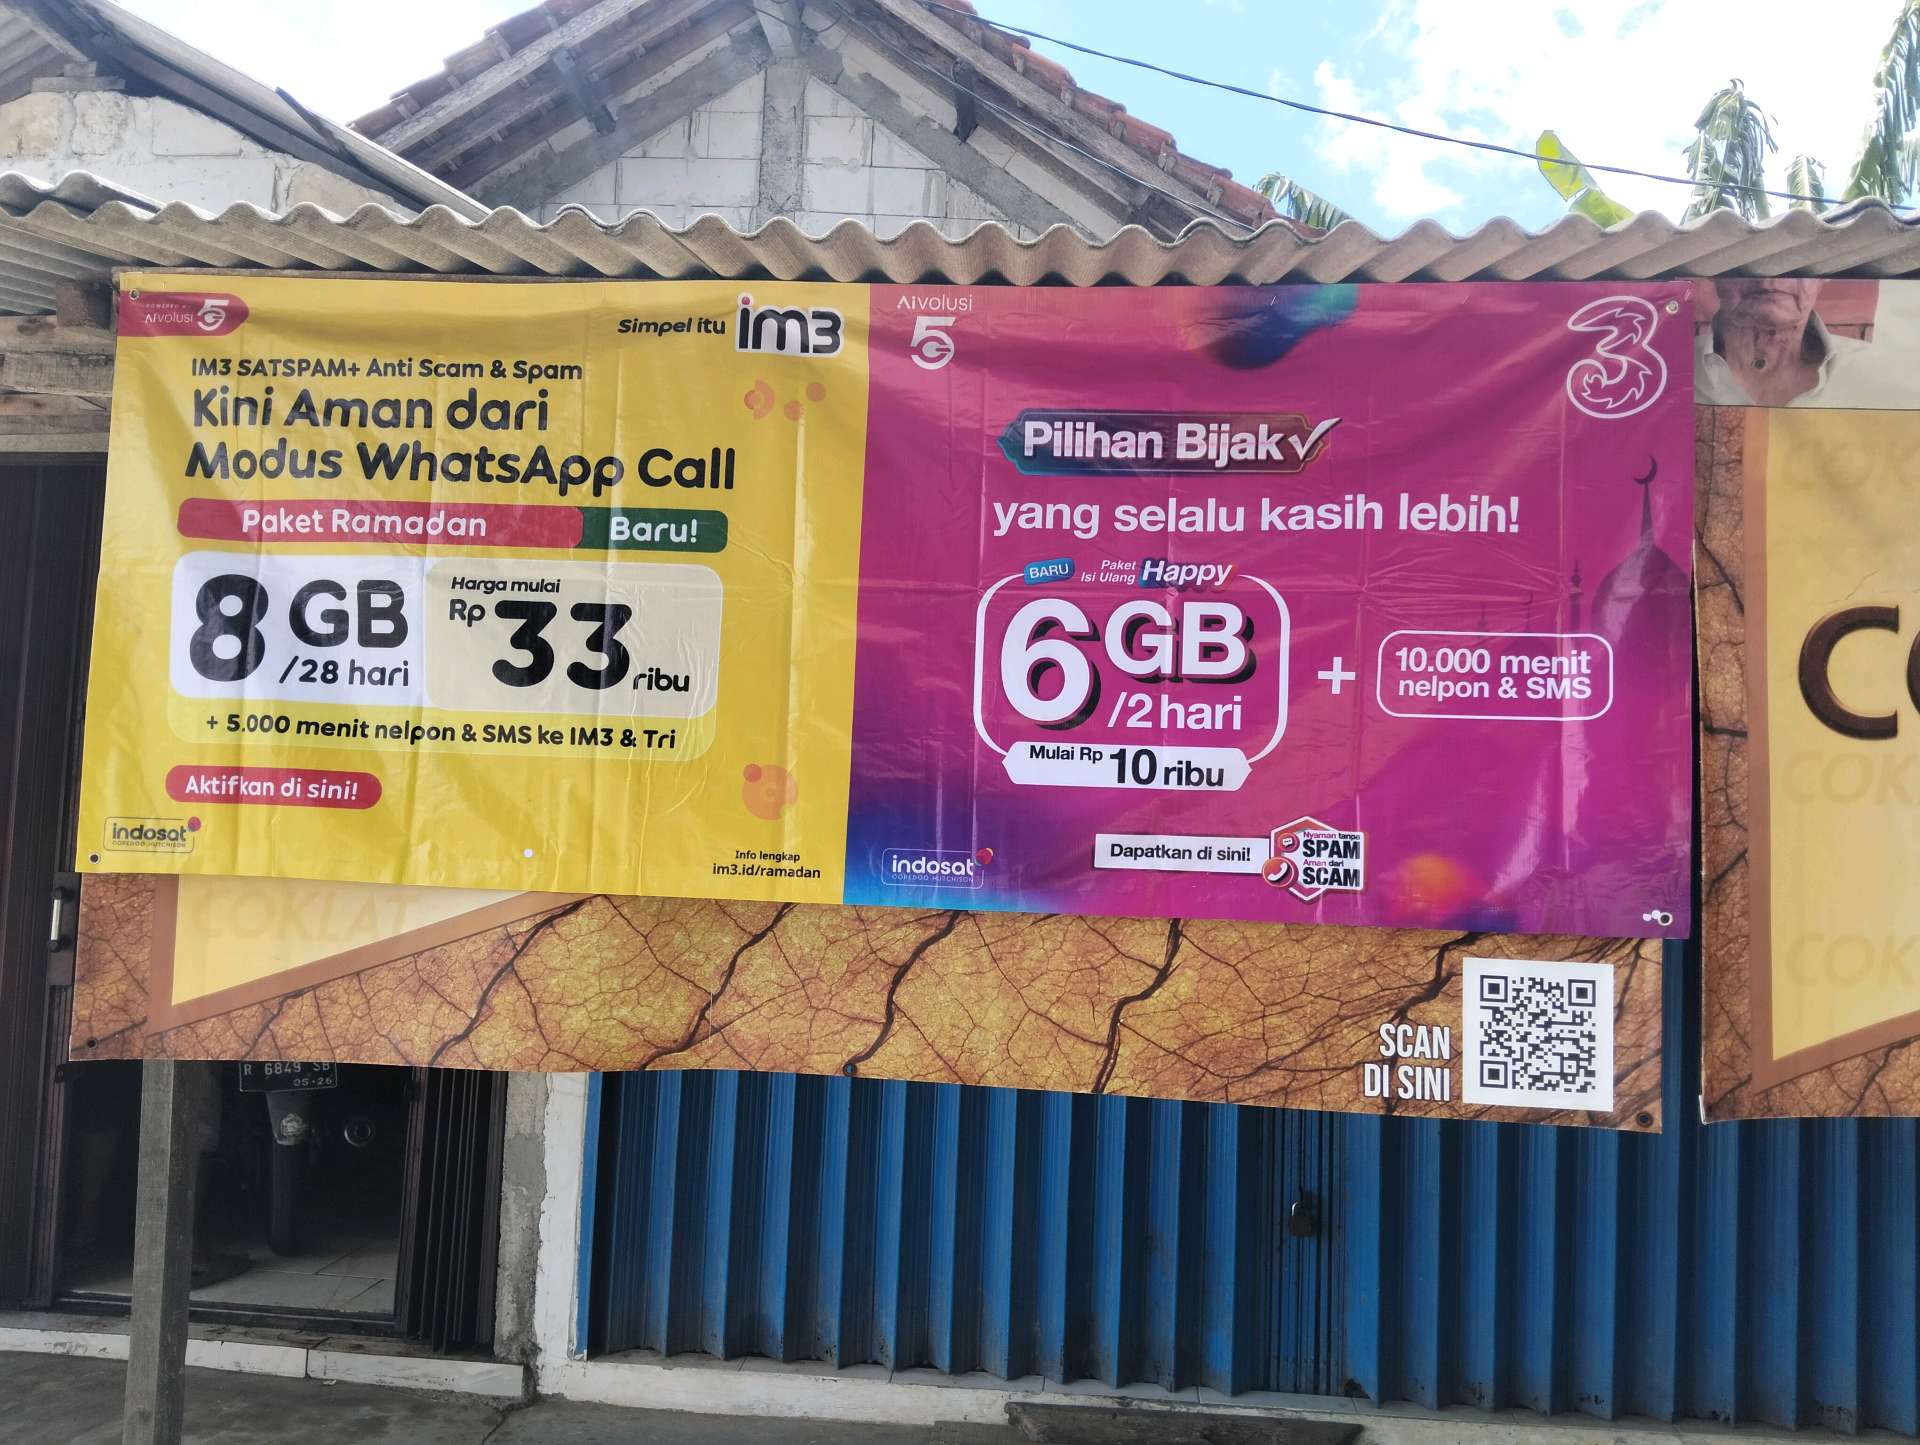 POWERED BY
AIvolusi 5G
Simpel itu im3
IM3 SATSPAM+ Anti Scam & Spam
Kini Aman dari
Modus WhatsApp Call
Paket Ramadan Baru!
8 GB /28 hari
Harga mulai
Rp 33 ribu
+ 5.000 menit nelpon & SMS ke IM3 & Tri
Aktifkan di sini!
indosat
OOREDOO HUTCHISON
Info lengkap
im3.id/ramadan
AIvolusi
5G
3
Pilihan Bijak
yang selalu kasih lebih!
BARU Paket Isi Ulang Happy
6 GB /2 hari
Mulai Rp 10 ribu
+
10.000 menit
nelpon & SMS
indosat
OOREDOO HUTCHISON
Dapatkan di sini!
Nyaman tanpa
SPAM
Aman dari
SCAM
COKLAT
SCAN
DI SINI
R 6849 SB
05·26